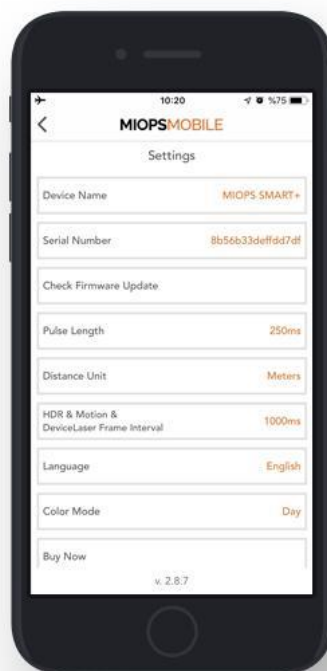 10:20 %75
MIOPSMOBILE
Settings
Device Name MIOPS SMART+
Serial Number 8b56b33deffdd7df
Check Firmware Update
Pulse Length 250ms
Distance Unit Meters
HDR & Motion &
DeviceLaser Frame Interval 1000ms
Language English
Color Mode Day
Buy Now
v. 2.8.7